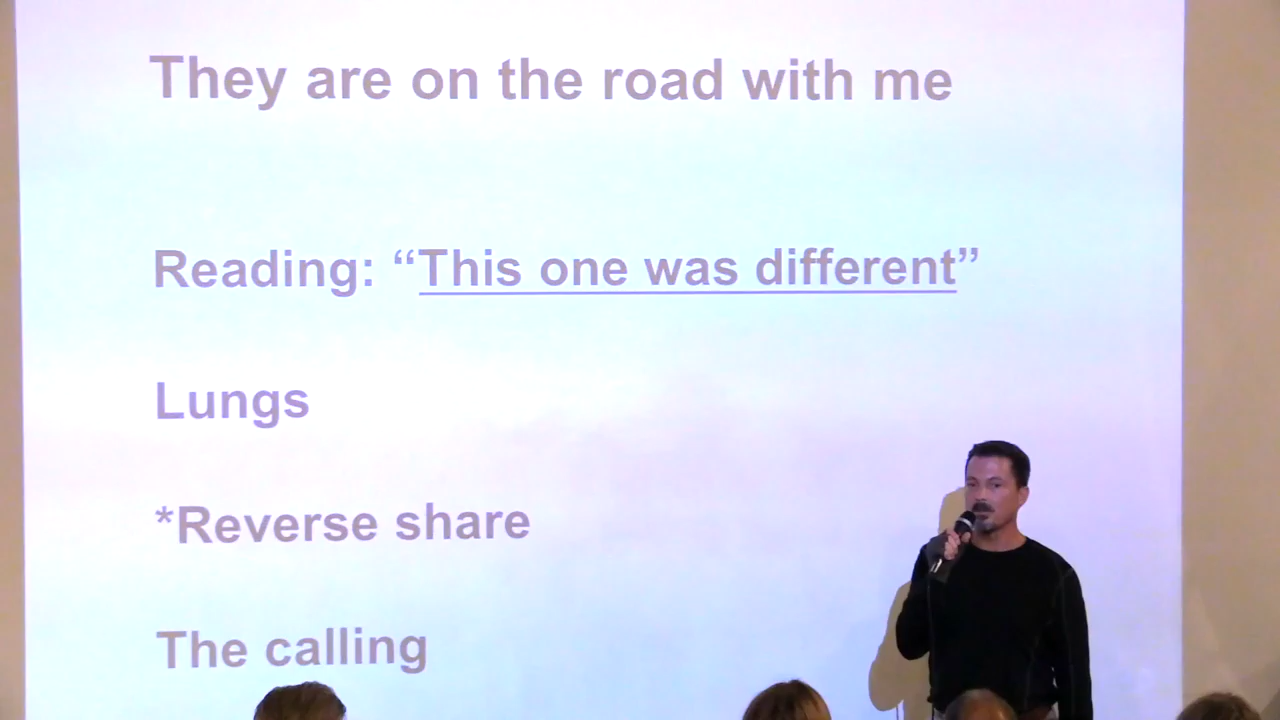 They are on the road with me
Reading: “This one was different”
Lungs
*Reverse share
The calling